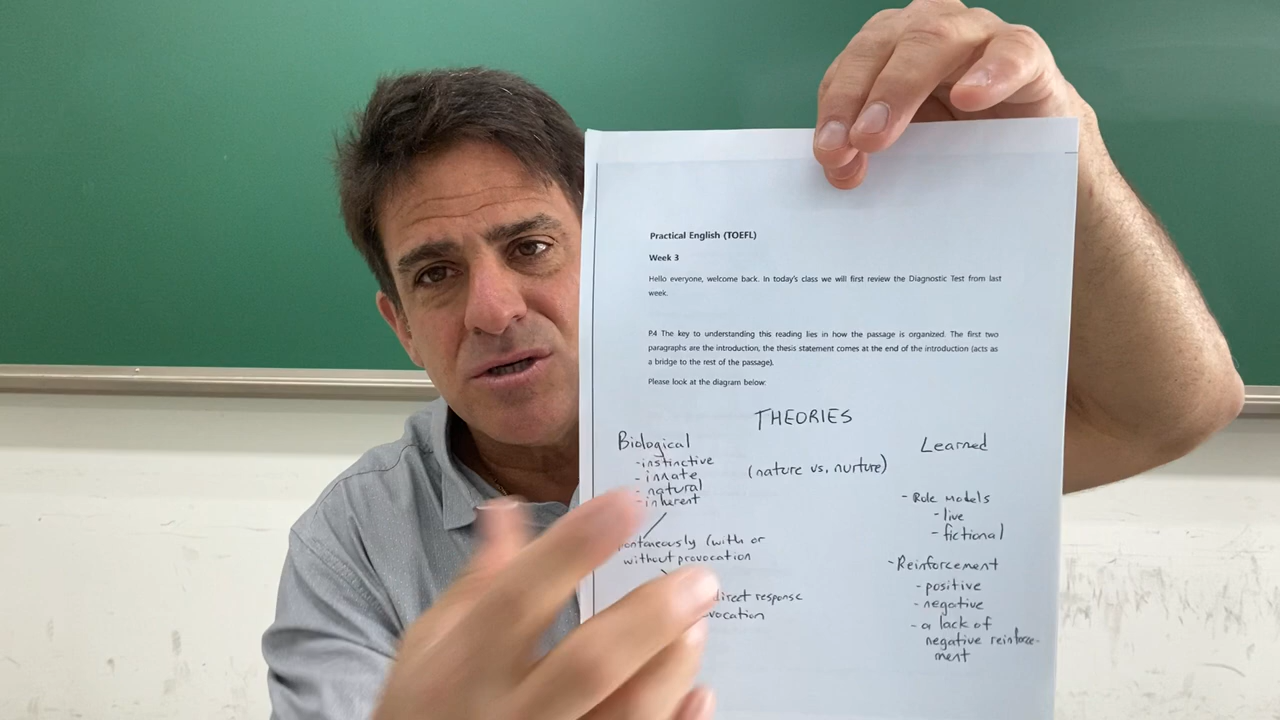 Practical English (TOEFL)
Week 3
Hello everyone, welcome back. In today's class we will first review the Diagnostic Test from last
week.
P.4 The key to understanding this reading lies in how the passage is organized. The first two
paragraphs are the introduction, the thesis statement comes at the end of the introduction (acts as
a bridge to the rest of the passage).
Please look at the diagram below:
THEORIES
Biological
- instinctive
- innate
- natural
- inherent
(nature vs. nurture)
(with or
without provocation
direct response
Learned
- Role models
- live
- fictional
- Reinforcement
- positive
- negative
- a lack of
negative reinforce-
ment